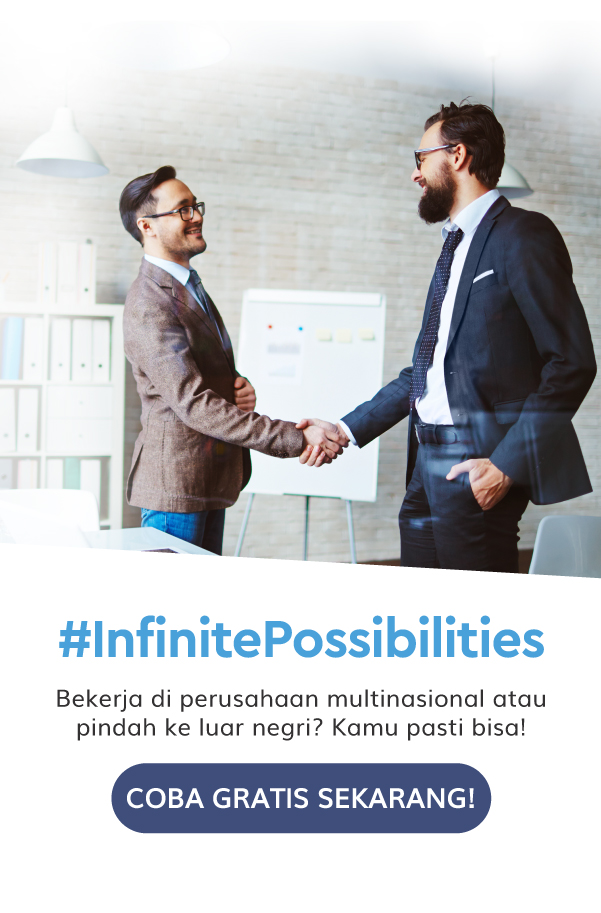 #InfinitePossibilities
Bekerja di perusahaan multinasional atau
pindah ke luar negri? Kamu pasti bisa!
COBA GRATIS SEKARANG!